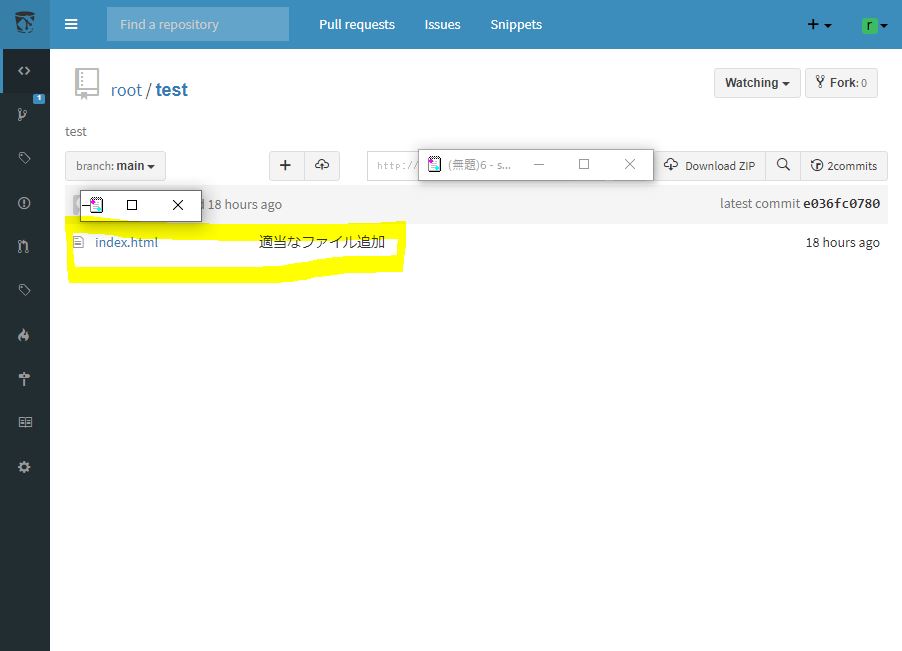 Find a repository Pull requests Issues Snippets r
root / test Watching Fork: 0
1
test
branch: main http:// (無題)6 - s... Download ZIP 2commits
18 hours ago latest commit e036fc0780
index.html 適当なファイル追加 18 hours ago